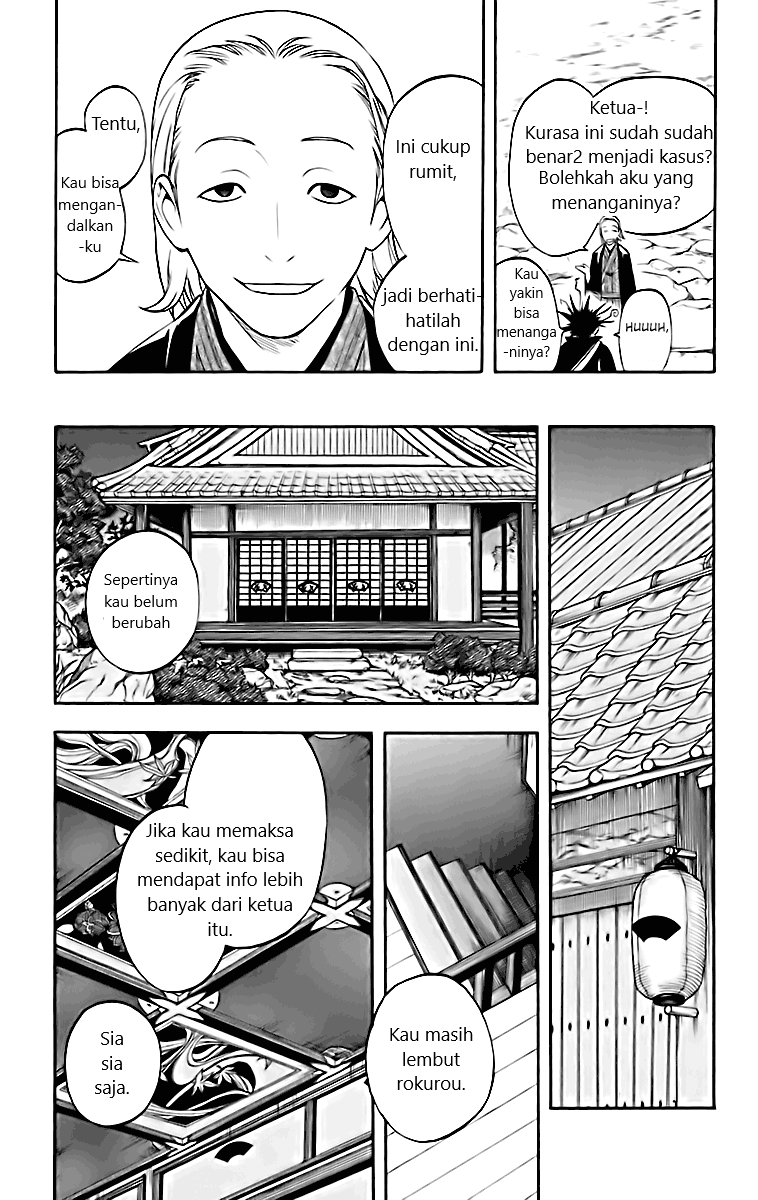 Ketua-!
Kurasa ini sudah sudah
benar2 menjadi kasus?
Bolehkah aku yang
menanganinya?
HUUUH,
Kau
yakin
bisa
menanga
-ninya?
Ini cukup
rumit,
jadi berhati-
hatilah
dengan ini.
Tentu,
Kau bisa
mengan-
dalkan
-ku
Sepertinya
kau belum
berubah
Kau masih
lembut
rokurou.
Jika kau memaksa
sedikit, kau bisa
mendapat info lebih
banyak dari ketua
itu.
Sia
sia
saja.